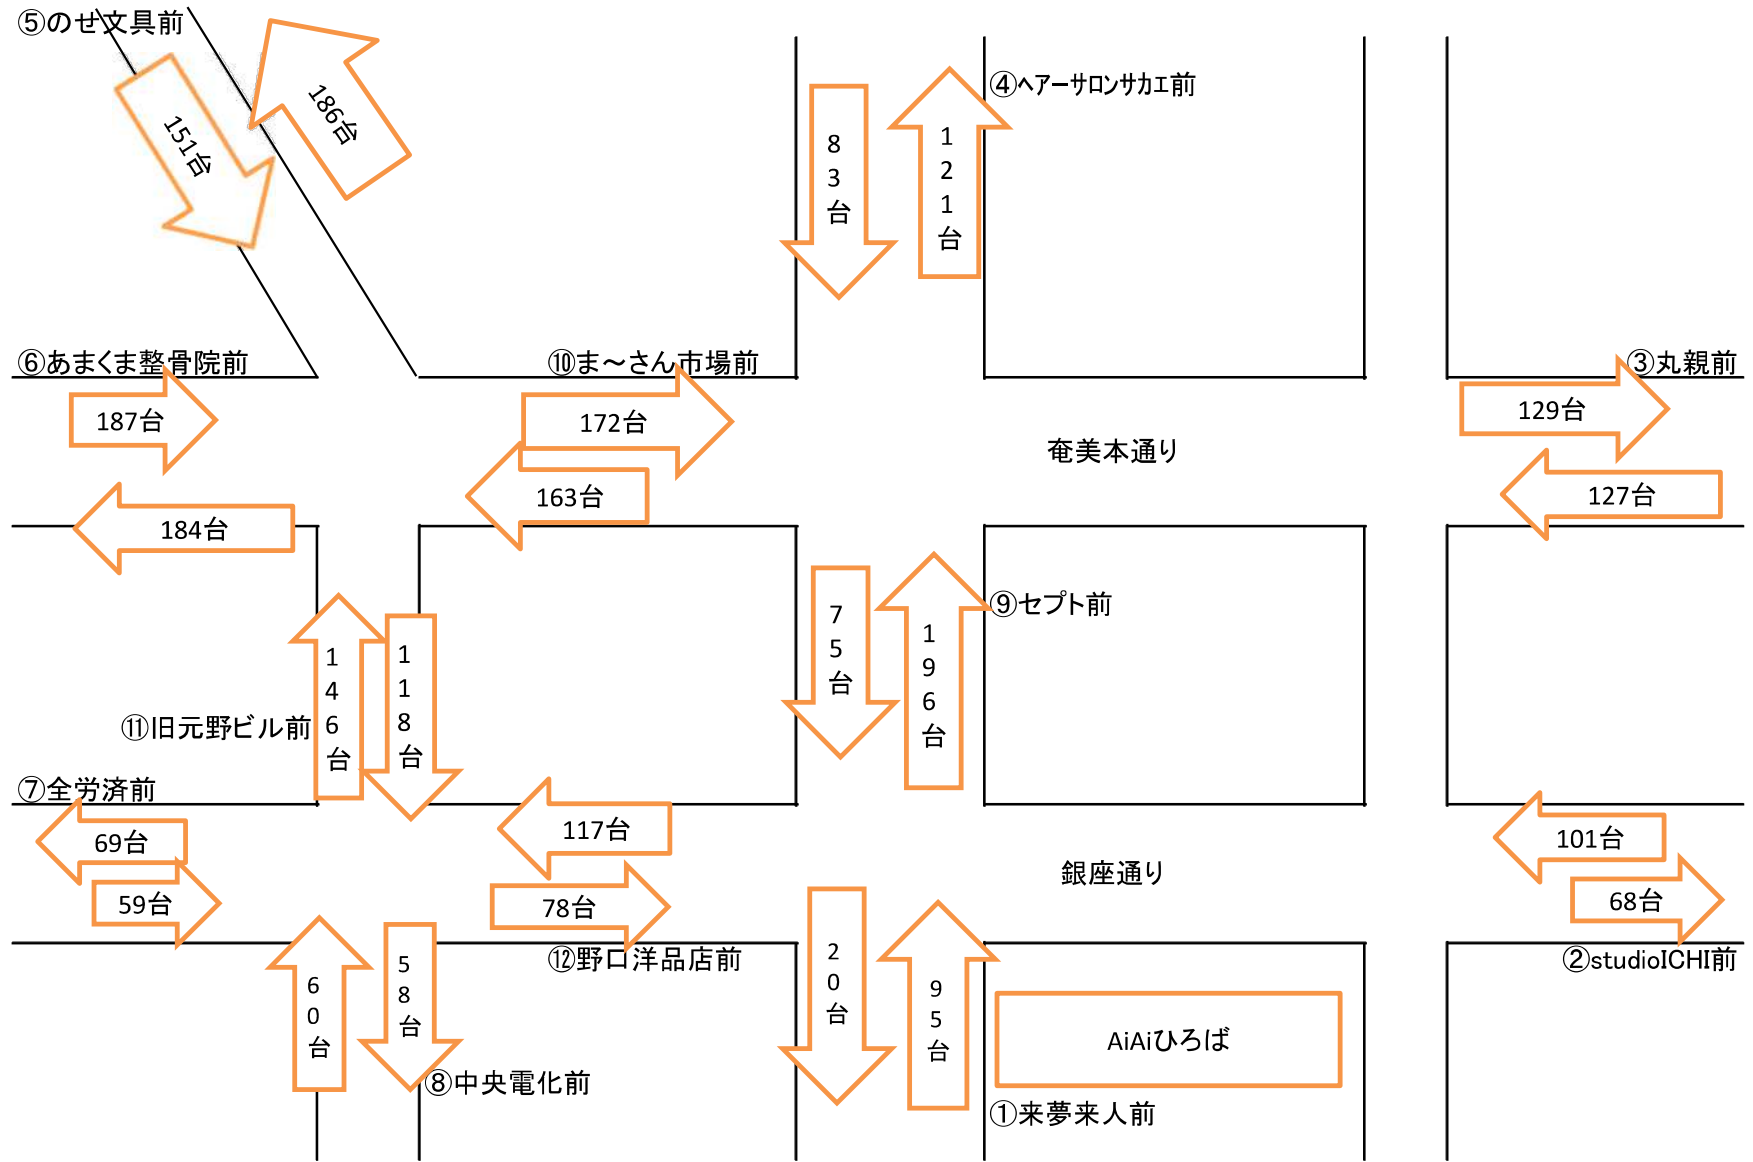 ⑤のせ文具前
151台
186台
83台
121台
④ヘアーサロンサカエ前
⑥あまくま整骨院前
⑩ま～さん市場前
③丸親前
187台
172台
129台
奄美本通り
184台
163台
127台
⑨セプト前
75台
196台
146台
118台
⑪旧元野ビル前
⑦全労済前
69台
117台
101台
59台
78台
銀座通り
68台
⑫野口洋品店前
②studioICHI前
60台
58台
20台
95台
AiAiひろば
⑧中央電化前
①来夢来人前